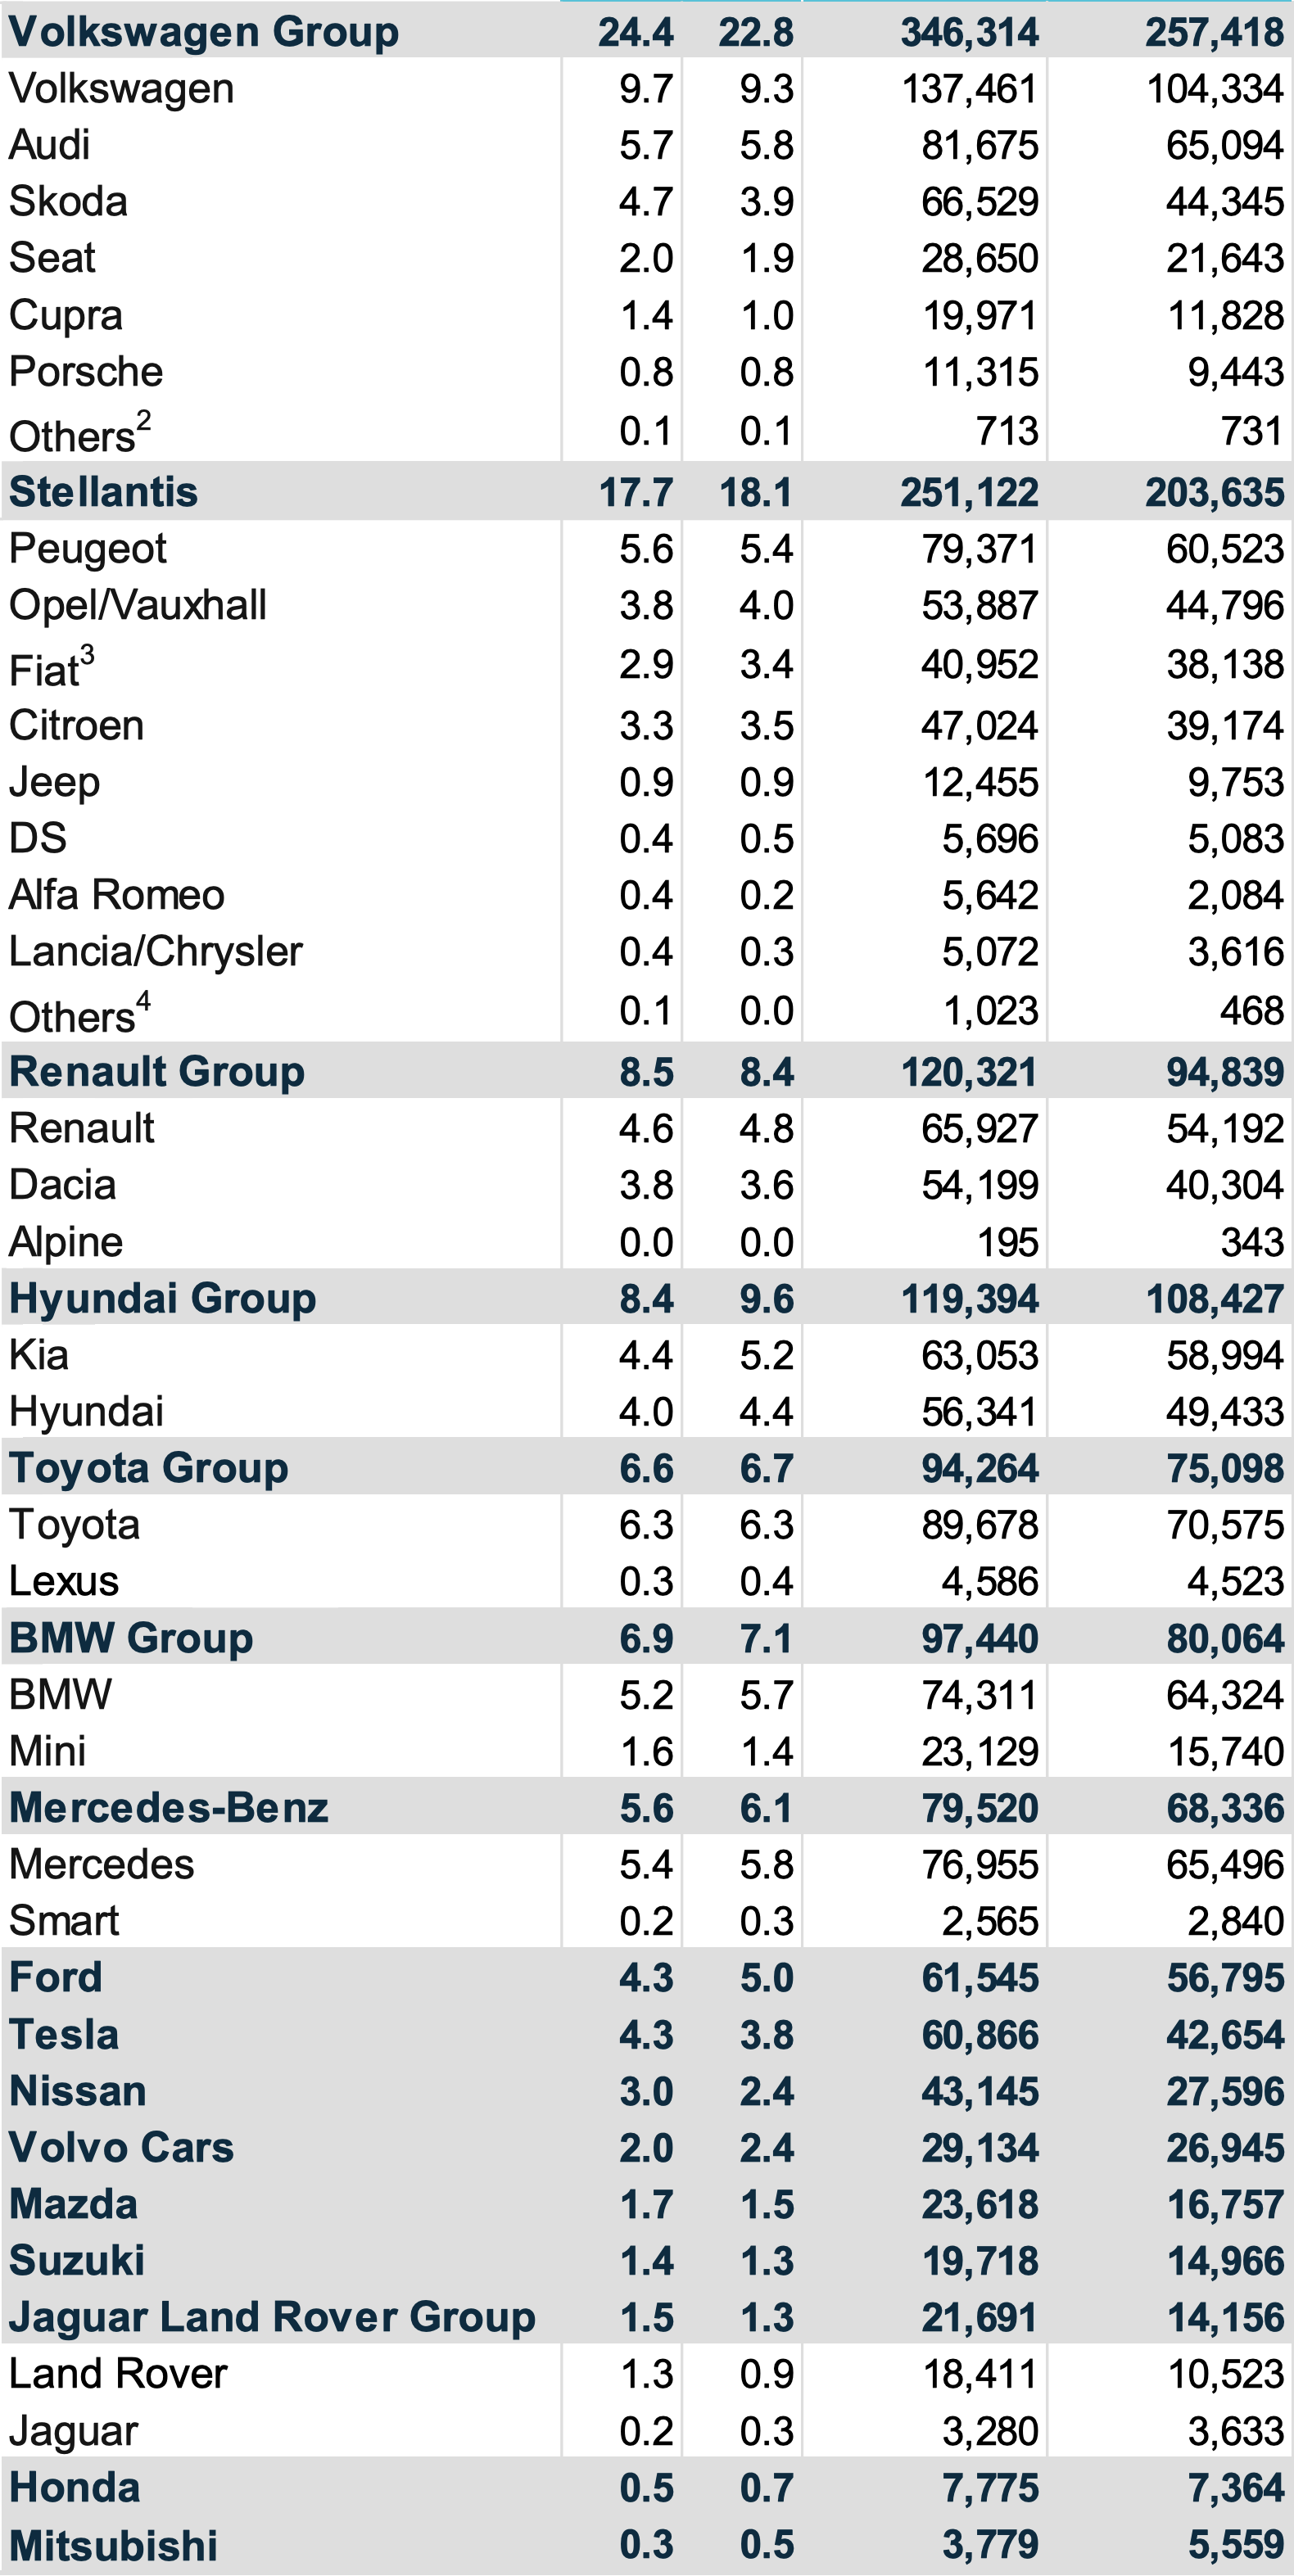 Volkswagen Group 24.4 22.8 346,314 257,418
Volkswagen 9.7 9.3 137,461 104,334
Audi 5.7 5.8 81,675 65,094
Skoda 4.7 3.9 66,529 44,345
Seat 2.0 1.9 28,650 21,643
Cupra 1.4 1.0 19,971 11,828
Porsche 0.8 0.8 11,315 9,443
Others² 0.1 0.1 713 731
Stellantis 17.7 18.1 251,122 203,635
Peugeot 5.6 5.4 79,371 60,523
Opel/Vauxhall 3.8 4.0 53,887 44,796
Fiat³ 2.9 3.4 40,952 38,138
Citroen 3.3 3.5 47,024 39,174
Jeep 0.9 0.9 12,455 9,753
DS 0.4 0.5 5,696 5,083
Alfa Romeo 0.4 0.2 5,642 2,084
Lancia/Chrysler 0.4 0.3 5,072 3,616
Others⁴ 0.1 0.0 1,023 468
Renault Group 8.5 8.4 120,321 94,839
Renault 4.6 4.8 65,927 54,192
Dacia 3.8 3.6 54,199 40,304
Alpine 0.0 0.0 195 343
Hyundai Group 8.4 9.6 119,394 108,427
Kia 4.4 5.2 63,053 58,994
Hyundai 4.0 4.4 56,341 49,433
Toyota Group 6.6 6.7 94,264 75,098
Toyota 6.3 6.3 89,678 70,575
Lexus 0.3 0.4 4,586 4,523
BMW Group 6.9 7.1 97,440 80,064
BMW 5.2 5.7 74,311 64,324
Mini 1.6 1.4 23,129 15,740
Mercedes-Benz 5.6 6.1 79,520 68,336
Mercedes 5.4 5.8 76,955 65,496
Smart 0.2 0.3 2,565 2,840
Ford 4.3 5.0 61,545 56,795
Tesla 4.3 3.8 60,866 42,654
Nissan 3.0 2.4 43,145 27,596
Volvo Cars 2.0 2.4 29,134 26,945
Mazda 1.7 1.5 23,618 16,757
Suzuki 1.4 1.3 19,718 14,966
Jaguar Land Rover Group 1.5 1.3 21,691 14,156
Land Rover 1.3 0.9 18,411 10,523
Jaguar 0.2 0.3 3,280 3,633
Honda 0.5 0.7 7,775 7,364
Mitsubishi 0.3 0.5 3,779 5,559